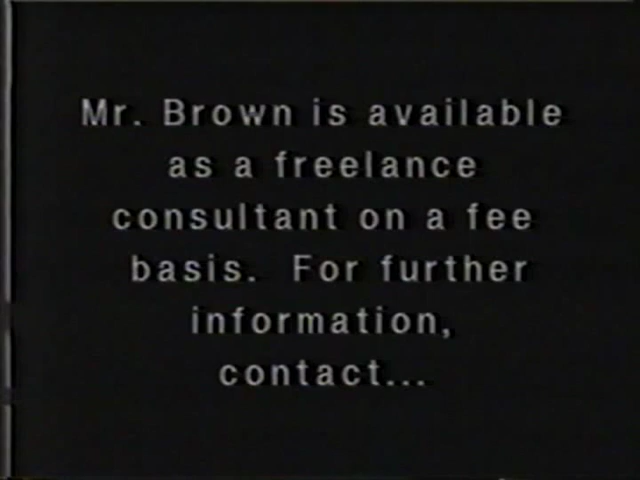 Mr. Brown is available
as a freelance
consultant on a fee
basis. For further
information,
contact...